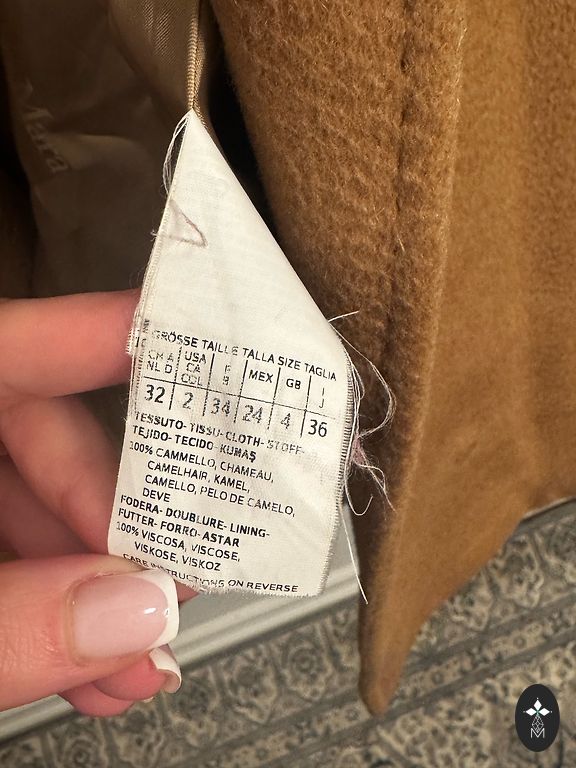 Mara
GRÖSSE TAILLE TALLA SIZE TAGLIA
CH A NL D USA CA COL F B MEX GB I J
32 2 34 24 4 36
TESSUTO-TISSU-CLOTH-STOFF-
TEJIDO-TECIDO-KUMAŞ
100% CAMMELLO, CHAMEAU,
CAMELHAIR, KAMEL,
CAMELLO, PELO DE CAMELO,
DEVE
FODERA-DOUBLURE-LINING-
FUTTER-FORRO-ASTAR
100% VISCOSA, VISCOSE,
VISKOSE, VISKOZ
CARE INSTRUCTIONS ON REVERSE
M